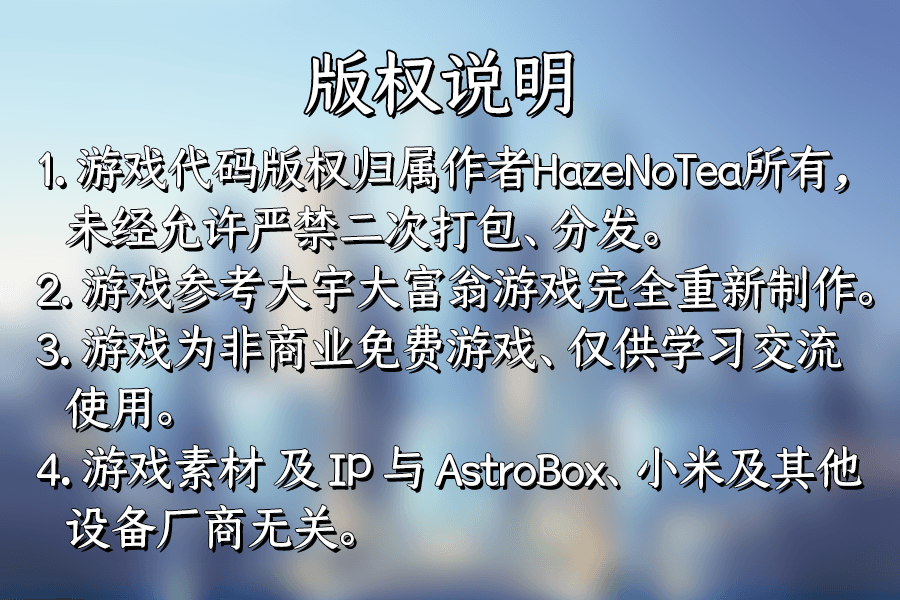 版权说明
1. 游戏代码版权归属作者HazeNoTea所有，
未经允许严禁二次打包、分发。
2. 游戏参考大宇大富翁游戏完全重新制作。
3. 游戏为非商业免费游戏、仅供学习交流
使用。
4. 游戏素材 及 IP 与 AstroBox、小米及其他
设备厂商无关。